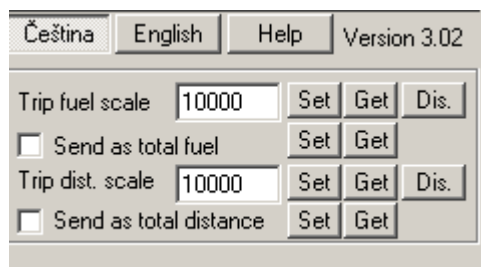 Čeština English Help Version 3.02
Trip fuel scale 10000 Set Get Dis.
Send as total fuel Set Get
Trip dist. scale 10000 Set Get Dis.
Send as total distance Set Get